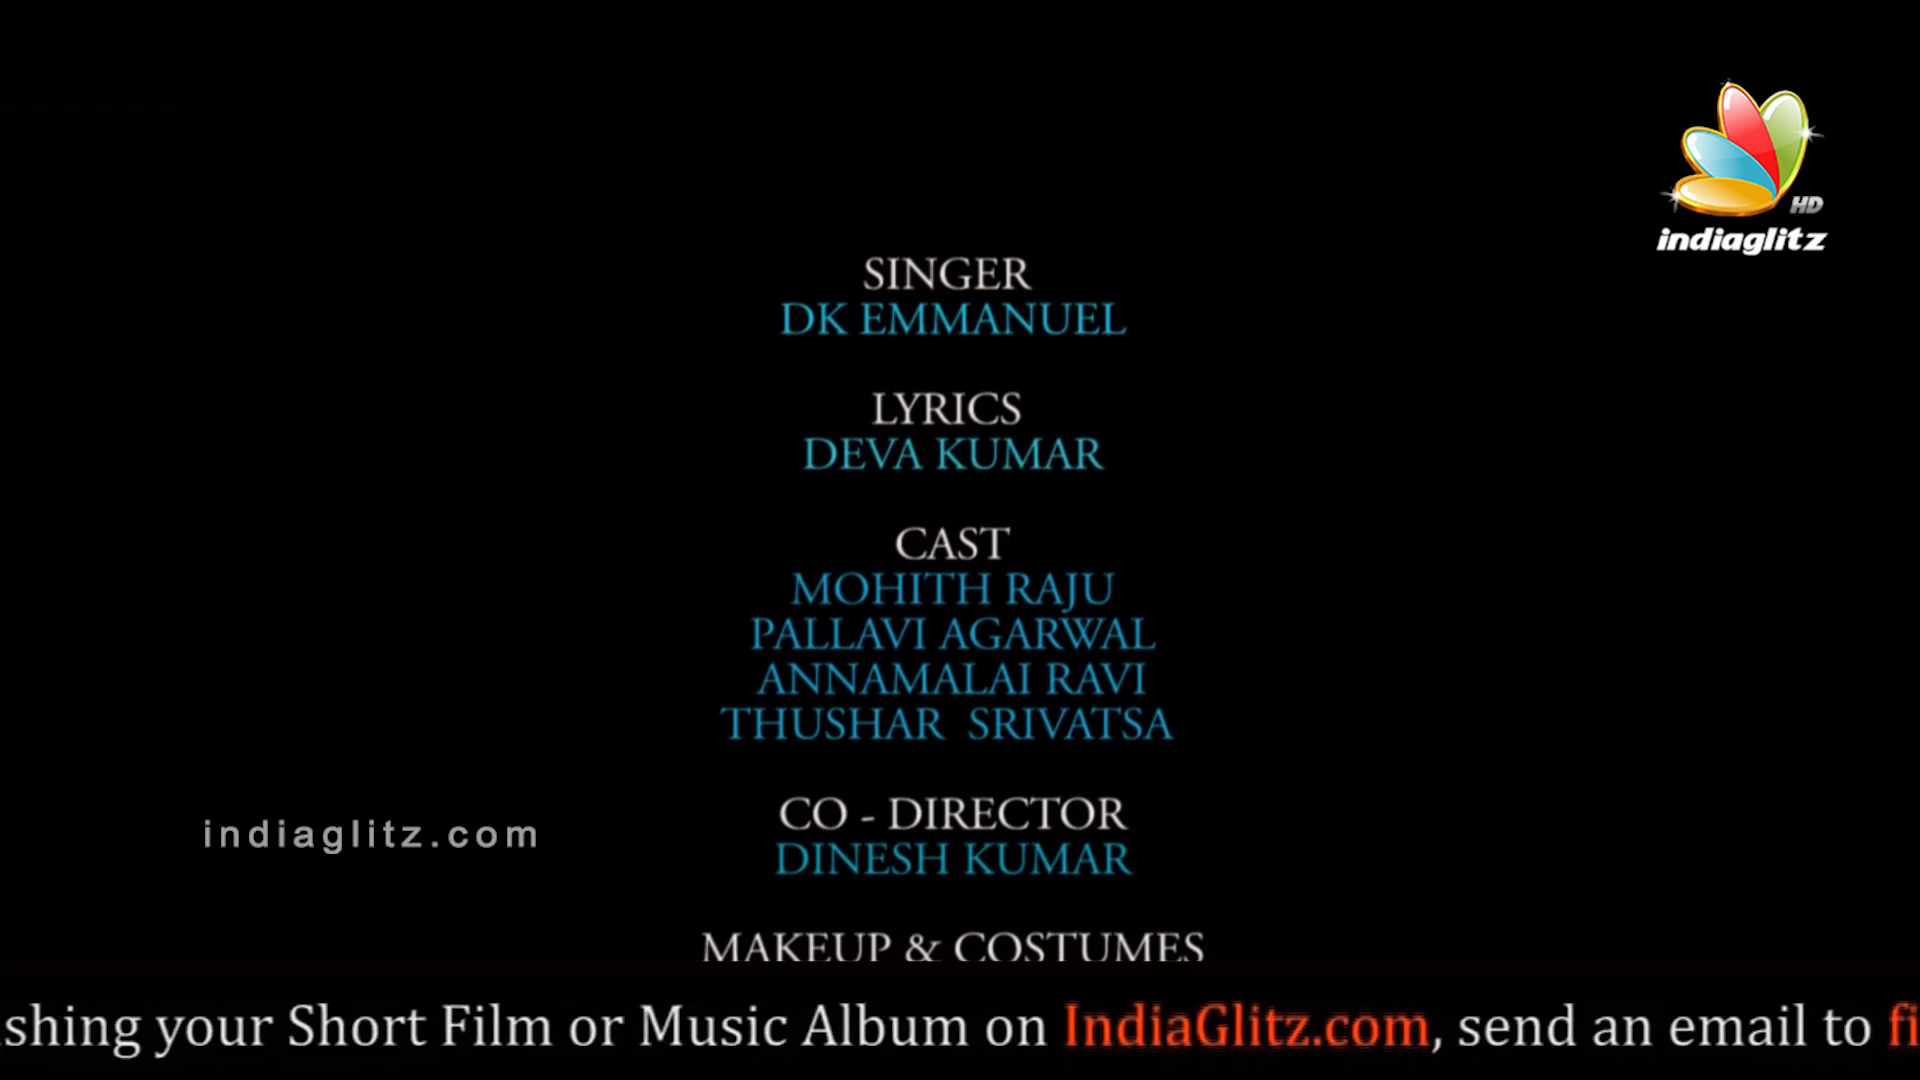 HD
indiaglitz
SINGER
DK EMMANUEL
LYRICS
DEVA KUMAR
CAST
MOHITH RAJU
PALLAVI AGARWAL
ANNAMALAI RAVI
THUSHAR SRIVATSA
CO - DIRECTOR
DINESH KUMAR
indiaglitz.com
MAKEUP & COSTUMES
your Short Film or Music Album on IndiaGlitz.com, send an email to